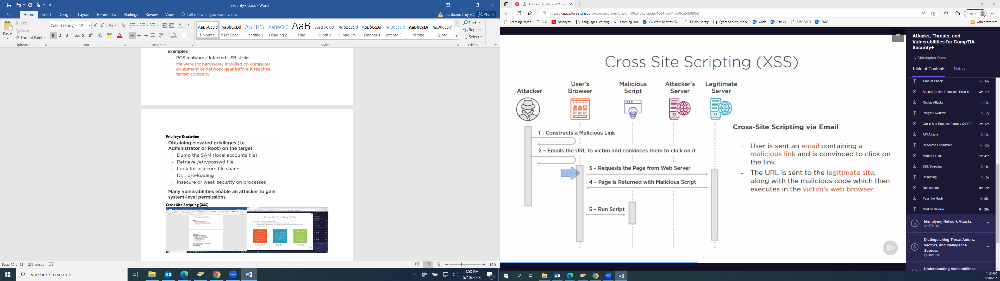 Security+.docx - Word
File
Home
Insert
Design
Layout
References
Mailings
Review
View
Tell me what you want to do...
Jacobsen, Trey /C
Share
Paste
Cut
Copy
Format Painter
Clipboard
Calibri (Body)
12
Font
Paragraph
AaBbCcDd
¶ Normal
AaBbCcDd
¶ No Spac...
AaBbCc
Heading 1
AaBbCcD
Heading 2
AaB
Title
AaBbCcD
Subtitle
AaBbCcDd
Subtle Em...
AaBbCcDd
Emphasis
AaBbCcDd
Intense E...
AaBbCcDc
Strong
AaBbCcDd
Quote
Styles
Find
Replace
Select
Editing
Examples
- POS malware / Infected USB sticks
- Malware (or hardware) installed on computer
equipment or network gear before it reaches
target company
Privilege Escalation
Obtaining elevated privileges (i.e.
Administrator or Root) on the target
- Dump the SAM (local accounts file)
- Retrieve /etc/passwd file
- Look for insecure file shares
- DLL pre-loading
- Insecure or weak security on processes
Many vulnerabilities enable an attacker to gain
system-level permissions
Cross Site Scripting (XSS)
Cross Site Scripting (XSS)
Non-Persistent
DOM Based
Persistent
Page 10 of 12
286 words
80%
Type here to search
1:53 PM
5/10/2023
Attacks, Threats, and Vulner
https://app.pluralsight.com/course-player?clipId=40ba13a3-a5da-48e4-bb41-3580a54d895d
Sign in
Learning Home
CLO
Acronyms
Languages Learning
Learning Hub
CX West-Midwest T...
IT Help Library
Cyber Security Vide...
Oasis
Parsley
EMURALD
EMG
Other favorites
Cross Site Scripting (XSS)
Attacker
User's
Browser
Malicious
Script
Attacker's
Server
Legitimate
Server
1 - Constructs a Malicious Link
2 – Emails the URL to victim and convinces them to click on it
3 – Requests the Page from Web Server
4 – Page is Returned with Malicious Script
5 – Run Script
Cross-Site Scripting via Email
– User is sent an email containing a
malicious link and is convinced to click on
the link
– The URL is sent to the legitimate site,
along with the malicious code which then
executes in the victim's web browser
Attacks, Threats, and
Vulnerabilities for CompTIA
Security+
by Christopher Rees
Table of Contents
Notes
Time of Check 1m 14s
Secure Coding Concepts, Error H... 4m 27s
Replay Attacks 1m 3s
Integer Overflow 1m 7s
Cross Site Request Forgery (XSRF) 2m 32s
API Attacks 2m 3s
Resource Exhaustion 1m 52s
Memory Leak 1m 41s
SSL Stripping 2m 6s
Shimming 1m 5s
Refactoring 0m 59s
Pass the Hash 1m 56s
Module Review 0m 29s
5 Identifying Network Attacks
37m 1s
6 Distinguishing Threat Actors,
Vectors, and Intelligence
Sources
40m 24s
Understanding Vulnerabilities
1:53 PM
5/10/2023